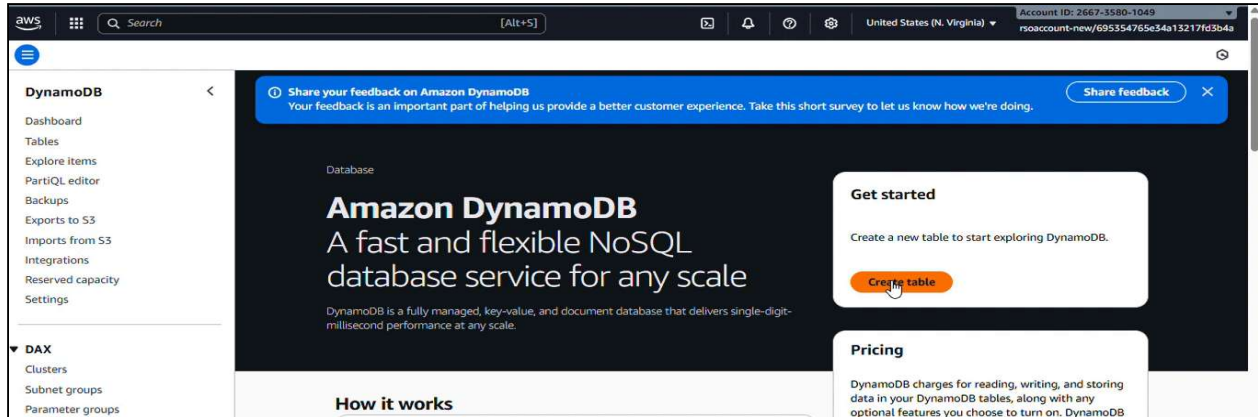 aws
Search
[Alt+S]
United States (N. Virginia)
Account ID: 2667-3580-1049
rsoaccount-new/695354765e34a13217fd3b4a
DynamoDB
Dashboard
Tables
Explore items
PartiQL editor
Backups
Exports to S3
Imports from S3
Integrations
Reserved capacity
Settings
DAX
Clusters
Subnet groups
Parameter groups
Share your feedback on Amazon DynamoDB
Your feedback is an important part of helping us provide a better customer experience. Take this short survey to let us know how we're doing.
Share feedback
Database
Amazon DynamoDB
A fast and flexible NoSQL
database service for any scale
DynamoDB is a fully managed, key-value, and document database that delivers single-digit-
millisecond performance at any scale.
Get started
Create a new table to start exploring DynamoDB.
Create table
Pricing
DynamoDB charges for reading, writing, and storing
data in your DynamoDB tables, along with any
optional features you choose to turn on. DynamoDB
How it works